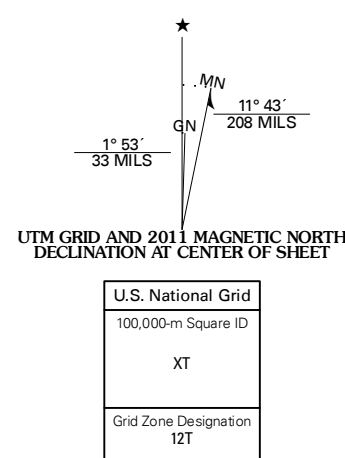 ★
MN
GN
11° 43´
208 MILS
1° 53´
33 MILS
UTM GRID AND 2011 MAGNETIC NORTH
DECLINATION AT CENTER OF SHEET
U.S. National Grid
100,000-m Square ID
XT
Grid Zone Designation
12T